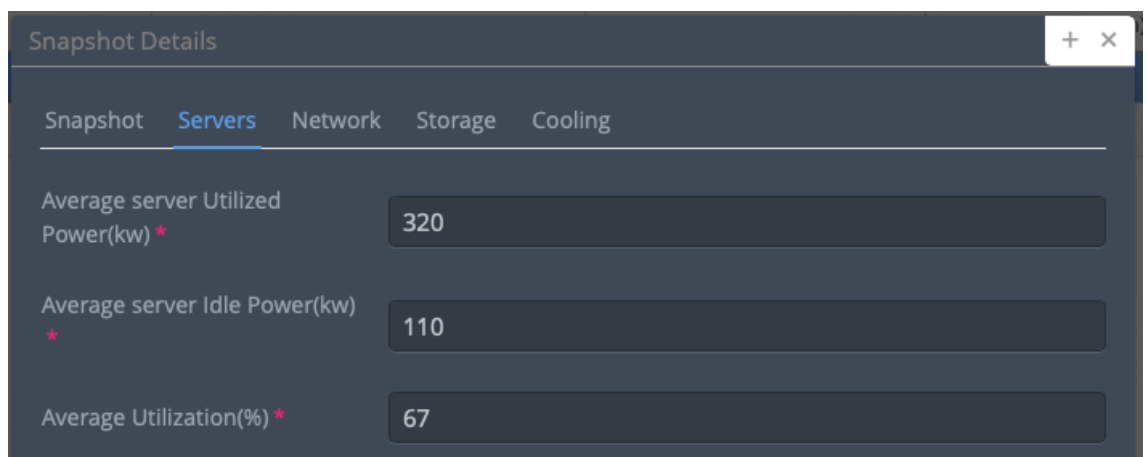 Snapshot Details
+ ×
Snapshot Servers Network Storage Cooling
Average server Utilized
Power(kw) *
320
Average server Idle Power(kw)
*
110
Average Utilization(%) *
67